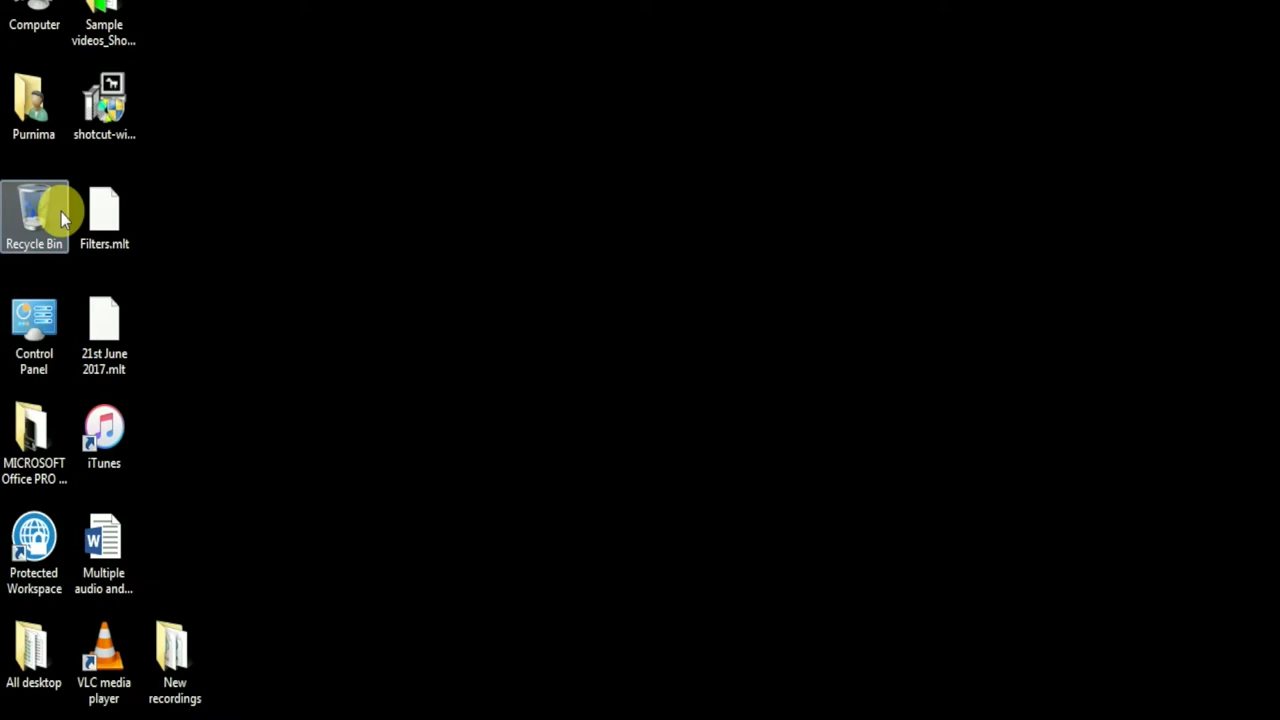 Computer
Sample
videos_Sho...
Purnima
shotcut-wi...
Recycle Bin
Filters.mlt
Control
Panel
21st June
2017.mlt
MICROSOFT
Office PRO ...
iTunes
Protected
Workspace
Multiple
audio and...
All desktop
VLC media
player
New
recordings